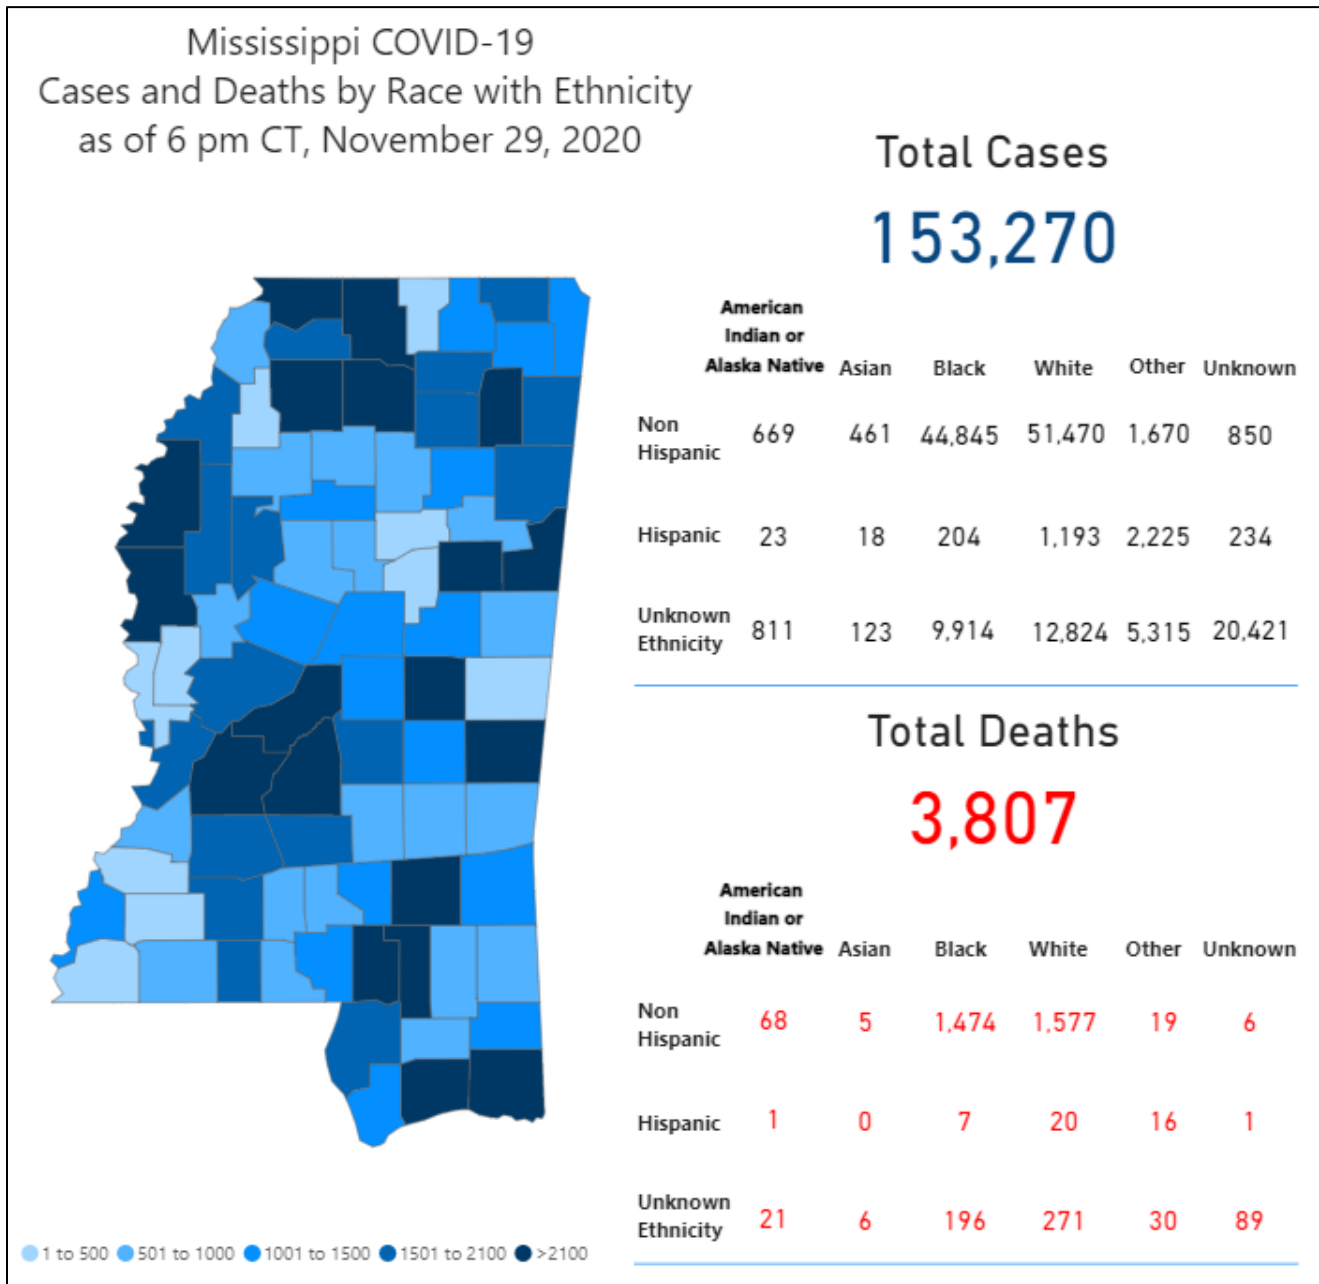 Mississippi COVID-19
Cases and Deaths by Race with Ethnicity
as of 6 pm CT, November 29, 2020
Total Cases
153,270
American
Indian or
Alaska Native Asian Black White Other Unknown
Non
Hispanic 669 461 44,845 51,470 1,670 850
Hispanic 23 18 204 1,193 2,225 234
Unknown
Ethnicity 811 123 9,914 12,824 5,315 20,421
Total Deaths
3,807
American
Indian or
Alaska Native Asian Black White Other Unknown
Non
Hispanic 68 5 1,474 1,577 19 6
Hispanic 1 0 7 20 16 1
Unknown
Ethnicity 21 6 196 271 30 89
1 to 500 501 to 1000 1001 to 1500 1501 to 2100 >2100